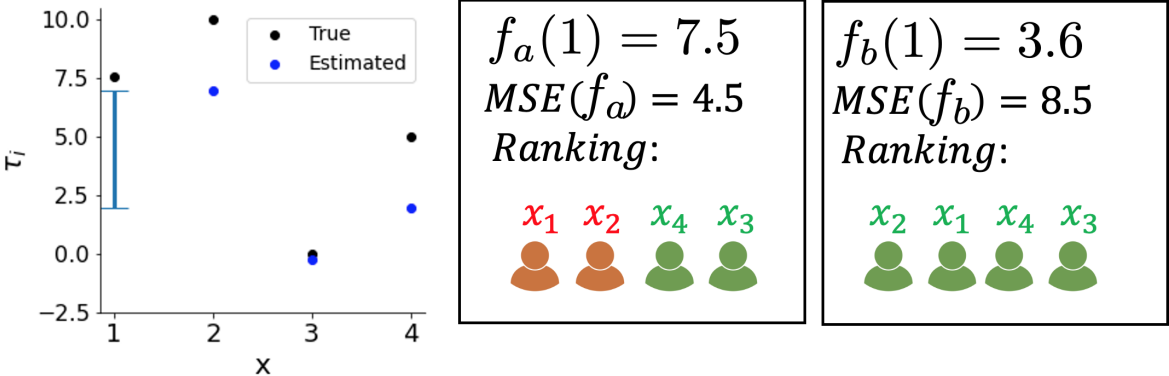 10.0
7.5
5.0
2.5
0.0
−2.5
τᵢ
1 2 3 4
x
True
Estimated
fₐ(1) = 7.5
MSE(fₐ) = 4.5
Ranking:
x₁ x₂ x₄ x₃
f_b(1) = 3.6
MSE(f_b) = 8.5
Ranking:
x₂ x₁ x₄ x₃